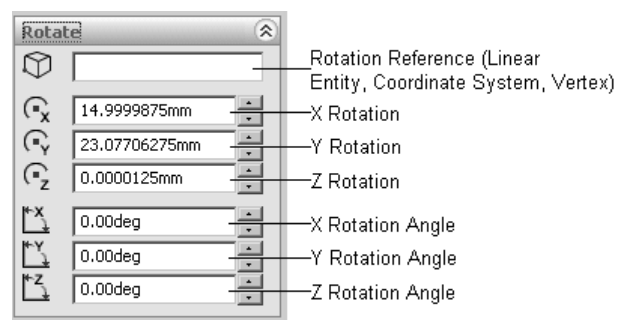 Rotate
Rotation Reference (Linear
Entity, Coordinate System, Vertex)
X
14.9999875mm
X Rotation
Y
23.07706275mm
Y Rotation
Z
0.0000125mm
Z Rotation
X
0.00deg
X Rotation Angle
Y
0.00deg
Y Rotation Angle
Z
0.00deg
Z Rotation Angle